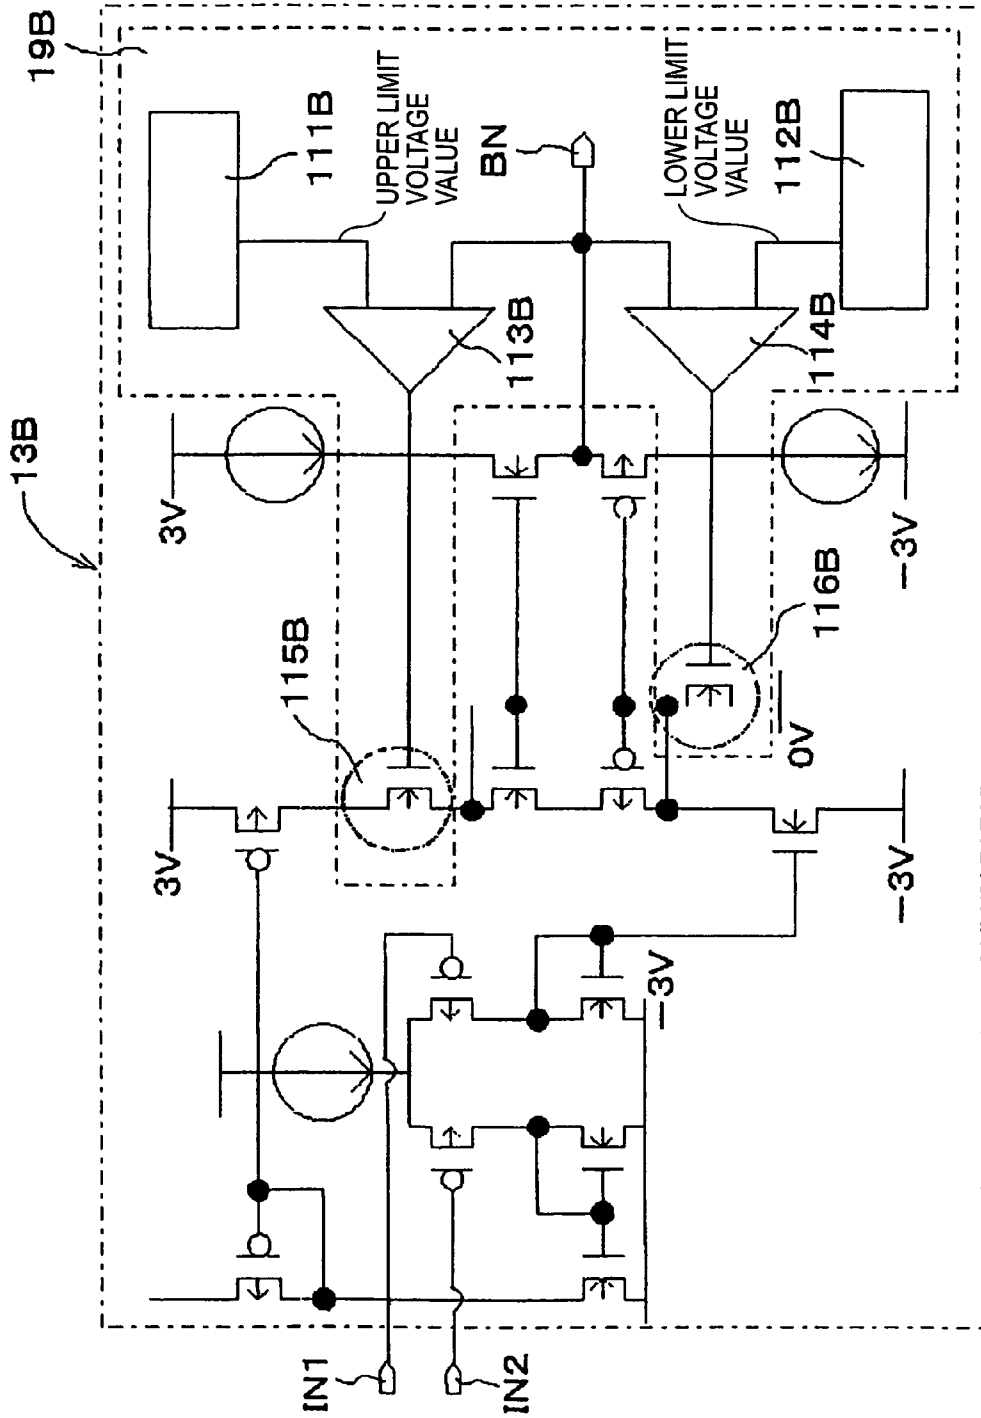 13B
19B
3V
3V
111B
UPPER LIMIT
VOLTAGE
VALUE
115B
113B
BN
LOWER LIMIT
VOLTAGE
VALUE
112B
114B
116B
0V
-3V
-3V
-3V
IN1
IN2